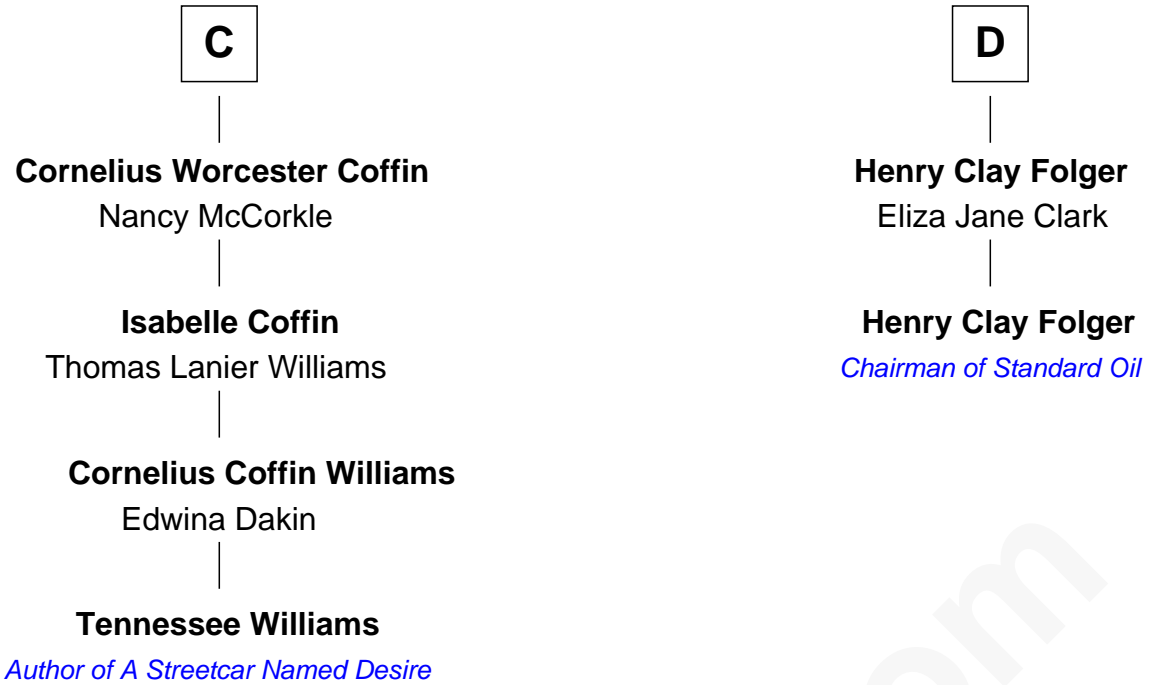 C
Cornelius Worcester Coffin
Nancy McCorkle
Isabelle Coffin
Thomas Lanier Williams
Cornelius Coffin Williams
Edwina Dakin
Tennessee Williams
Author of A Streetcar Named Desire
D
Henry Clay Folger
Eliza Jane Clark
Henry Clay Folger
Chairman of Standard Oil
om